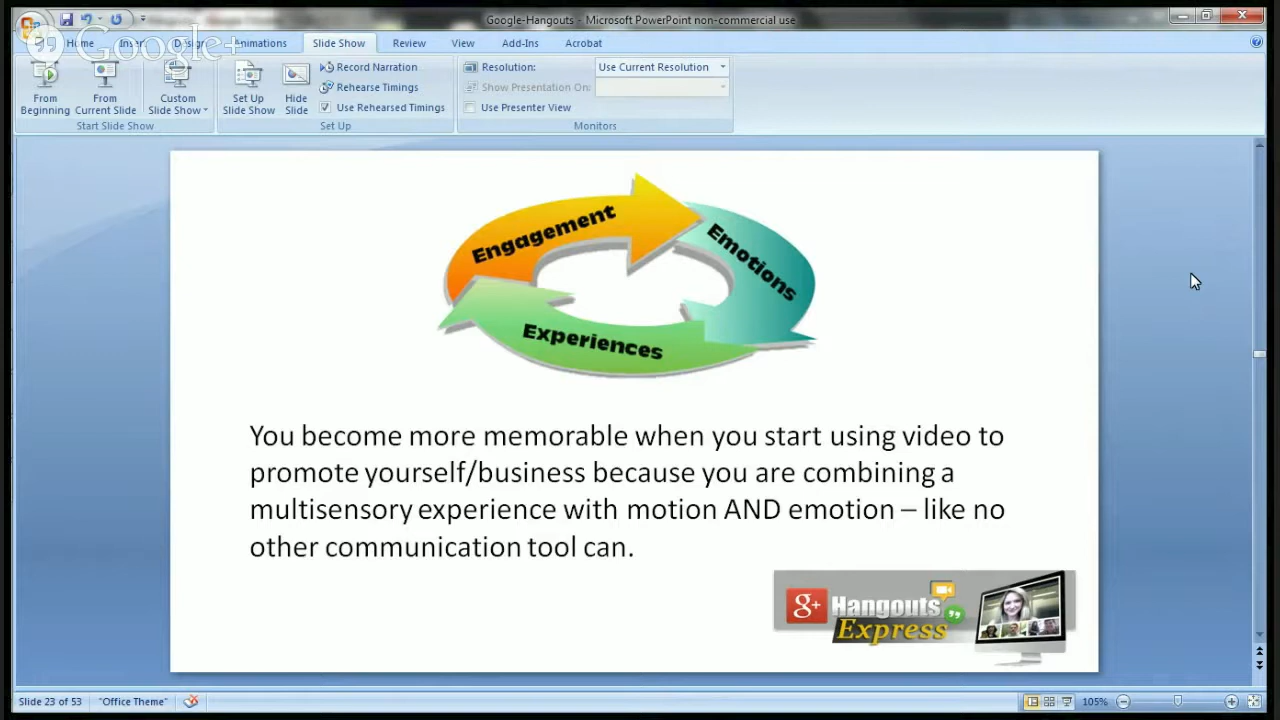 Google-Hangouts - Microsoft PowerPoint non-commercial use
Google+
Home Insert Design Animations Slide Show Review View Add-Ins Acrobat
From Beginning
From Current Slide
Custom Slide Show
Start Slide Show
Set Up Slide Show
Hide Slide
Record Narration
Rehearse Timings
Use Rehearsed Timings
Set Up
Resolution: Use Current Resolution
Show Presentation On:
Use Presenter View
Monitors
Engagement
Emotions
Experiences
You become more memorable when you start using video to
promote yourself/business because you are combining a
multisensory experience with motion AND emotion – like no
other communication tool can.
g+ Hangouts
Express
Slide 23 of 53 "Office Theme" 105%